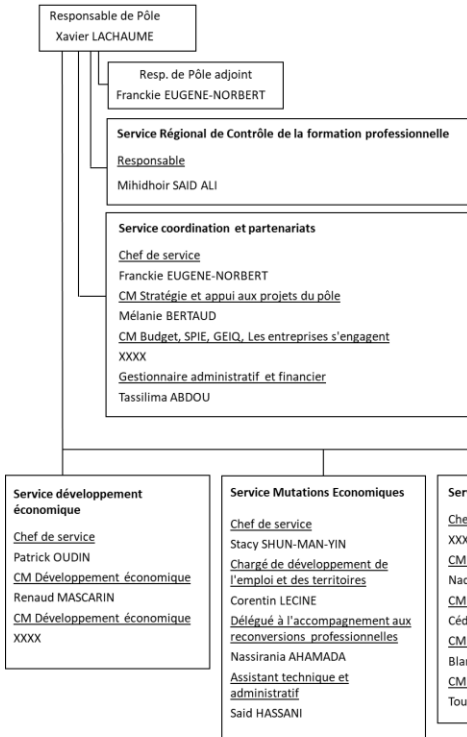 Responsable de Pôle
Xavier LACHAUME
Resp. de Pôle adjoint
Franckie EUGENE-NORBERT
Service Régional de Contrôle de la formation professionnelle
Responsable
Mihidhoir SAID ALI
Service coordination et partenariats
Chef de service
Franckie EUGENE-NORBERT
CM Stratégie et appui aux projets du pôle
Mélanie BERTAUD
CM Budget, SPIE, GEIQ, Les entreprises s'engagent
XXXX
Gestionnaire administratif et financier
Tassilima ABDOU
Service développement
économique
Chef de service
Patrick OUDIN
CM Développement économique
Renaud MASCARIN
CM Développement économique
XXXX
Service Mutations Economiques
Chef de service
Stacy SHUN-MAN-YIN
Chargé de développement de
l'emploi et des territoires
Corentin LECINE
Délégué à l'accompagnement aux
reconversions professionnelles
Nassirania AHAMADA
Assistant technique et
administratif
Said HASSANI
CM
CM
CM
CM